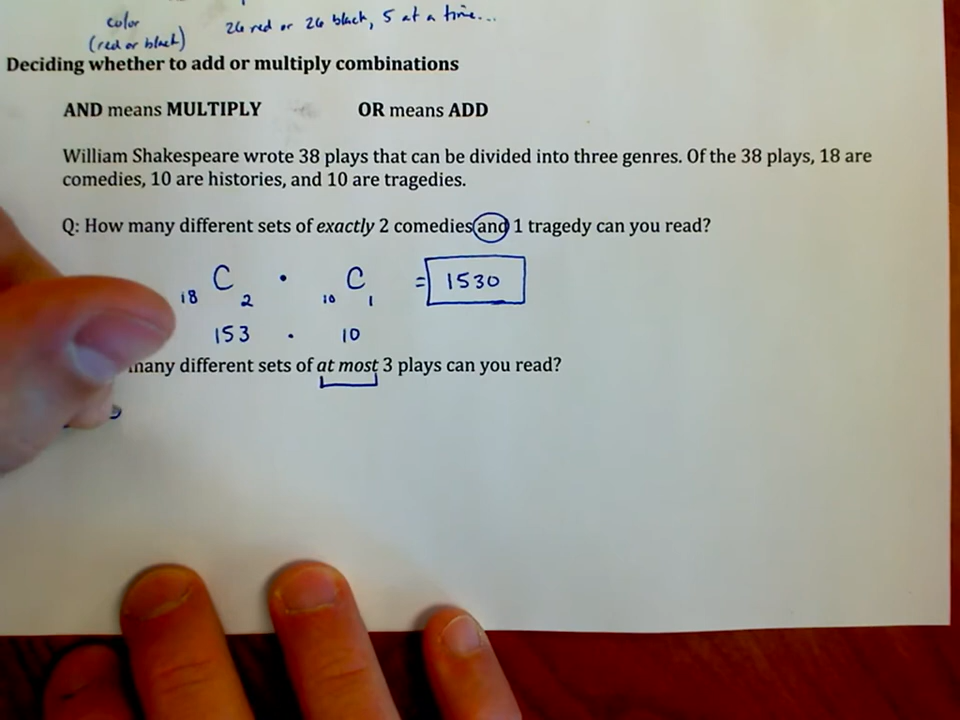 color 26 red or 26 black, 5 at a time...
(red or black)
Deciding whether to add or multiply combinations
AND means MULTIPLY OR means ADD
William Shakespeare wrote 38 plays that can be divided into three genres. Of the 38 plays, 18 are
comedies, 10 are histories, and 10 are tragedies.
Q: How many different sets of exactly 2 comedies and 1 tragedy can you read?
18 C 2 · 10 C 1 = 1530
153 · 10
many different sets of at most 3 plays can you read?